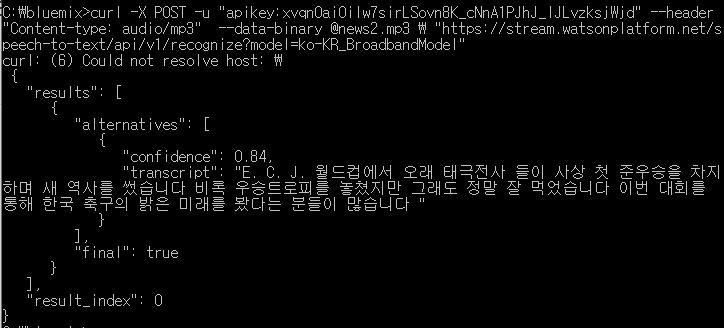 C:₩bluemix>curl -X POST -u "apikey:xvqnOaiOiIw7sirLSovn8K_cNnA1PJhJ_IJLvzksjWjd" --header
"Content-type: audio/mp3"  --data-binary @news2.mp3 ₩ "https://stream.watsonplatform.net/s
peech-to-text/api/v1/recognize?model=ko-KR_BroadbandModel"
curl: (6) Could not resolve host: ₩
{
"results": [
{
"alternatives": [
{
"confidence": 0.84,
"transcript": "E. C. J. 월드컵에서 오래 태극전사 들이 사상 첫 준우승을 차지
하며 새 역사를 썼습니다 비록 우승트로피를 놓쳤지만 그래도 정말 잘 먹었습니다 이번 대회를
통해 한국 축구의 밝은 미래를 봤다는 분들이 많습니다 "
}
],
"final": true
}
],
"result_index": 0
}